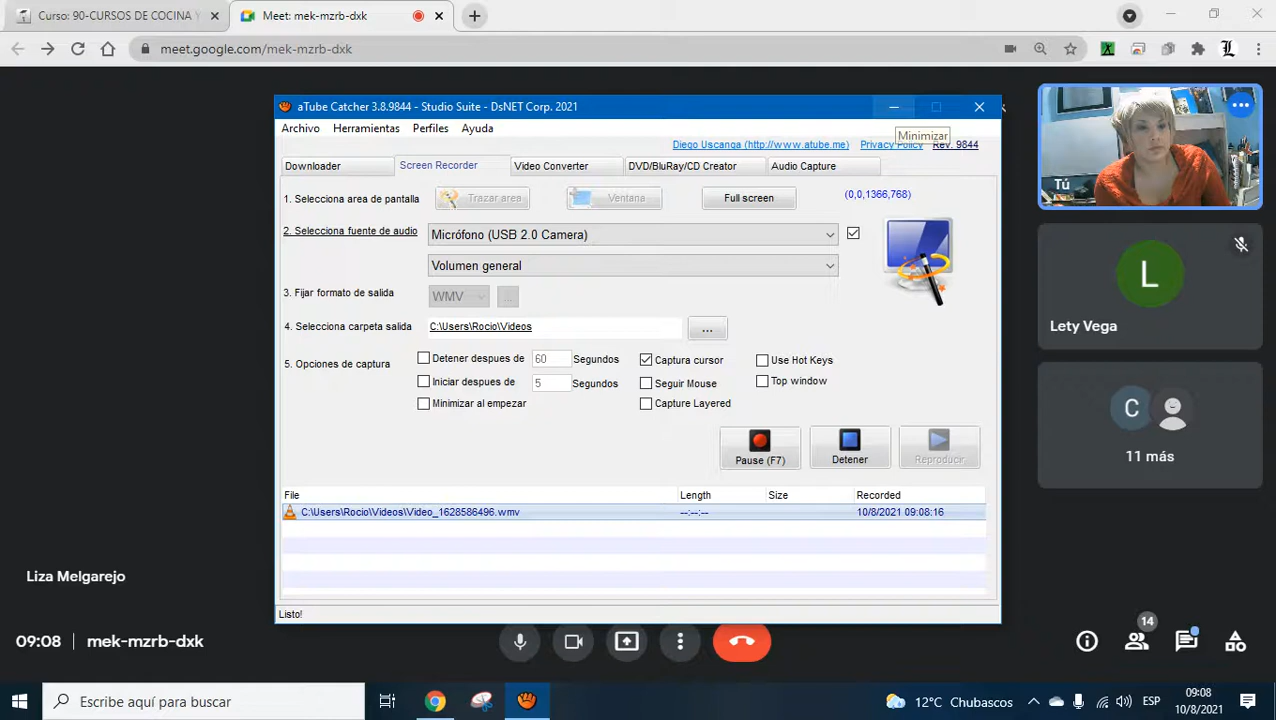 Curso: 90-CURSOS DE COCINA Y
Meet: mek-mzrb-dxk
meet.google.com/mek-mzrb-dxk
aTube Catcher 3.8.9844 - Studio Suite - DsNET Corp. 2021
Minimizar
Archivo Herramientas Perfiles Ayuda
Diego Uscanga (http://www.atube.me) Privacy Policy Rev. 9844
Downloader Screen Recorder Video Converter DVD/BluRay/CD Creator Audio Capture
1. Selecciona area de pantalla Trazar area Ventana Full screen (0,0,1366,768)
2. Selecciona fuente de audio Micrófono (USB 2.0 Camera)
Volumen general
3. Fijar formato de salida WMV ...
4. Selecciona carpeta salida C:\Users\Rocio\Videos ...
5. Opciones de captura
Detener despues de 60 Segundos Captura cursor Use Hot Keys
Iniciar despues de 5 Segundos Seguir Mouse Top window
Minimizar al empezar Capture Layered
Pause (F7) Detener Reproducir
File Length Size Recorded
C:\Users\Rocio\Videos\Video_1628586496.wmv --:--:-- 10/8/2021 09:08:16
Listo!
Tú
L
Lety Vega
C
11 más
Liza Melgarejo
09:08 | mek-mzrb-dxk
14
Escribe aquí para buscar
12°C Chubascos
ESP
09:08
10/8/2021